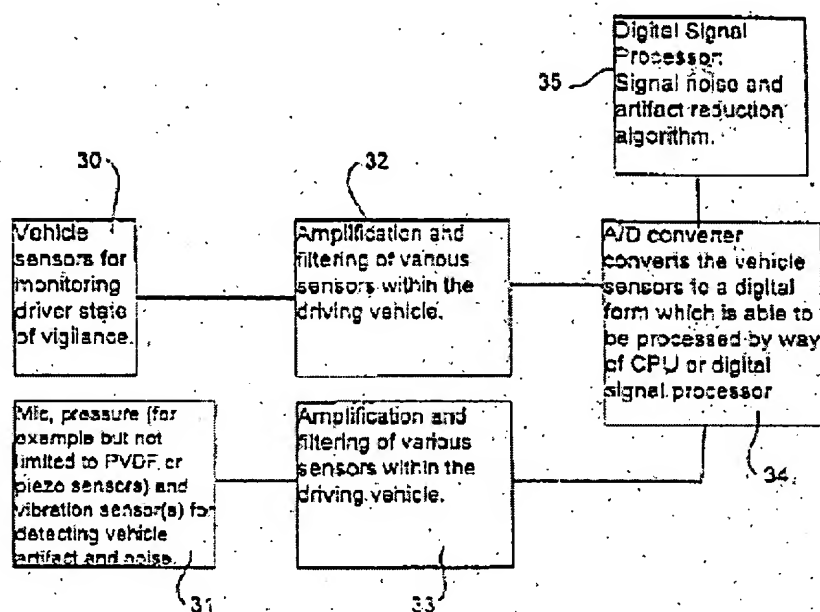 Digital Signal
Processor:
Signal noise and
artifact reduction
algorithm.
35
30
32
Vehicle
sensors for
monitoring
driver state
of vigilance.
Amplification and
filtering of various
sensors within the
driving vehicle.
A/D converter
converts the vehicle
sensors to a digital
form which is able to
be processed by way
of CPU or digital
signal processor
34
Mic, pressure (for
example but not
limited to PVDF or
piezo sensors) and
vibration sensor(s) for
detecting vehicle
artifact and noise.
31
Amplification and
filtering of various
sensors within the
driving vehicle.
33